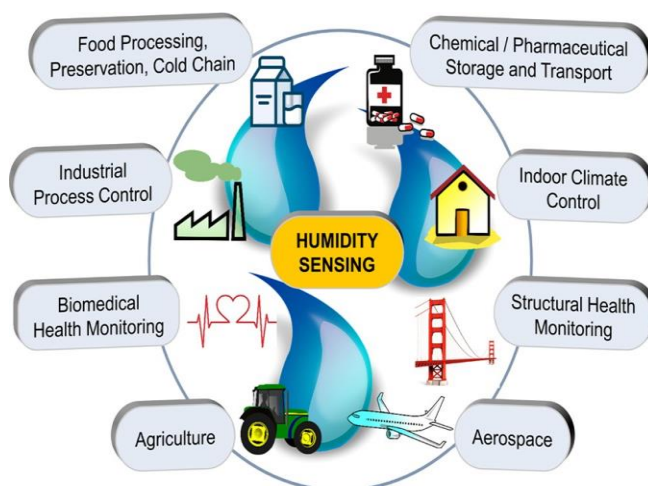 Food Processing,
Preservation, Cold Chain
Chemical / Pharmaceutical
Storage and Transport
Industrial
Process Control
Indoor Climate
Control
HUMIDITY
SENSING
Biomedical
Health Monitoring
Structural Health
Monitoring
Agriculture
Aerospace